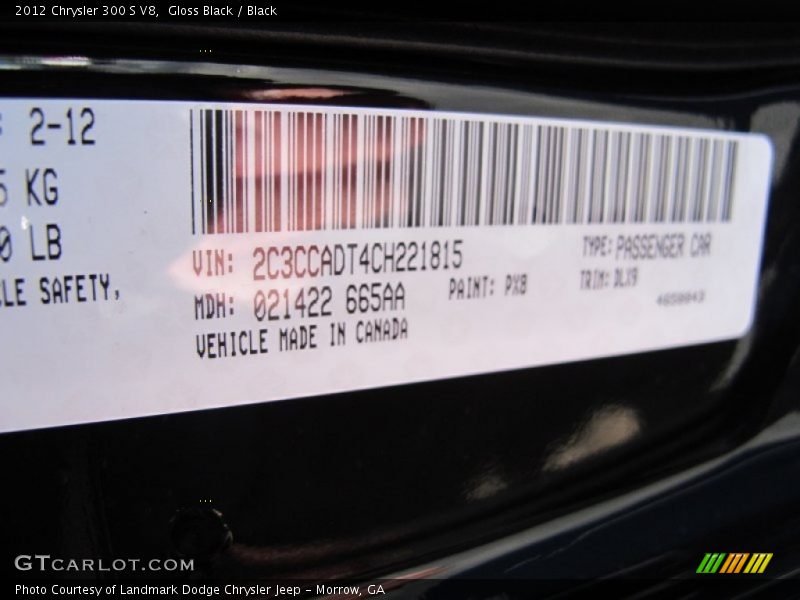 2012 Chrysler 300 S V8, Gloss Black / Black
2-12
KG
LB
SAFETY,
VIN: 2C3CCADT4CH221815
MDH: 021422 665AA
VEHICLE MADE IN CANADA
PAINT: PX8
TYPE: PASSENGER CAR
TRIM: DLX9
GTCARLOT.COM
Photo Courtesy of Landmark Dodge Chrysler Jeep - Morrow, GA